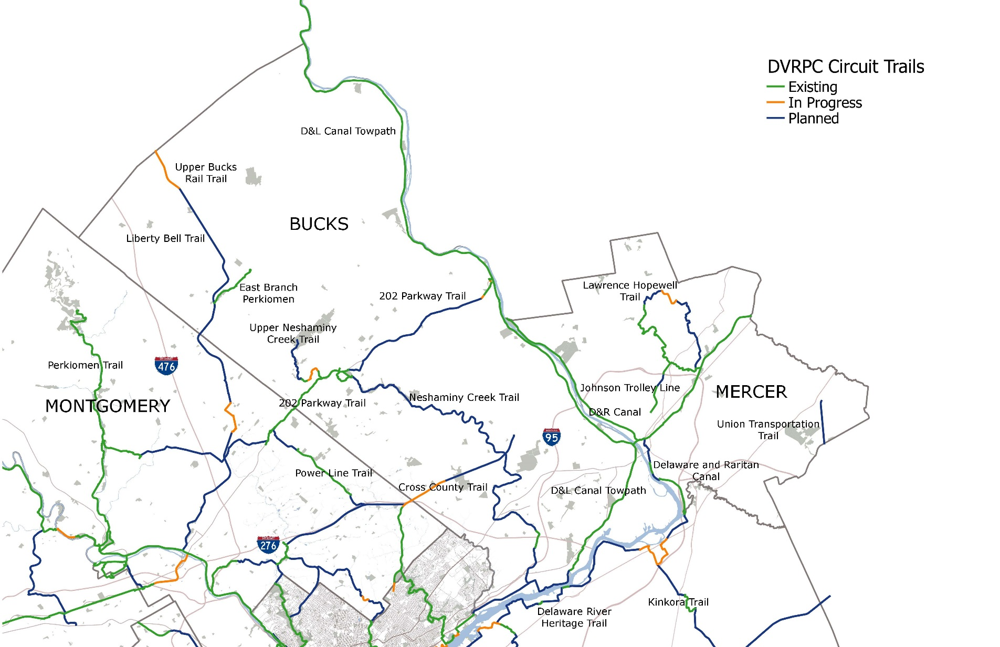 DVRPC Circuit Trails
Existing
In Progress
Planned
D&L Canal Towpath
Upper Bucks
Rail Trail
BUCKS
Liberty Bell Trail
East Branch
Perkiomen
202 Parkway Trail
Lawrence Hopewell
Trail
Upper Neshaminy
Creek Trail
Perkiomen Trail
476
MONTGOMERY
202 Parkway Trail
Neshaminy Creek Trail
Johnson Trolley Line
MERCER
D&R Canal
Union Transportation
Trail
95
Power Line Trail
Cross County Trail
Delaware and Raritan
Canal
D&L Canal Towpath
276
Kinkora Trail
Delaware River
Heritage Trail